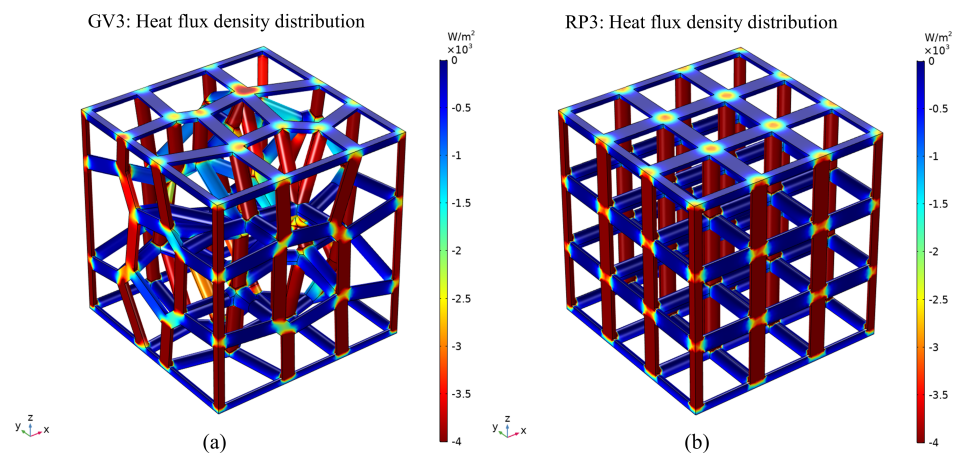 GV3: Heat flux density distribution
W/m²
×10³
0
-0.5
-1
-1.5
-2
-2.5
-3
-3.5
-4
z
y
x
(a)
RP3: Heat flux density distribution
W/m²
×10³
0
-0.5
-1
-1.5
-2
-2.5
-3
-3.5
-4
z
y
x
(b)